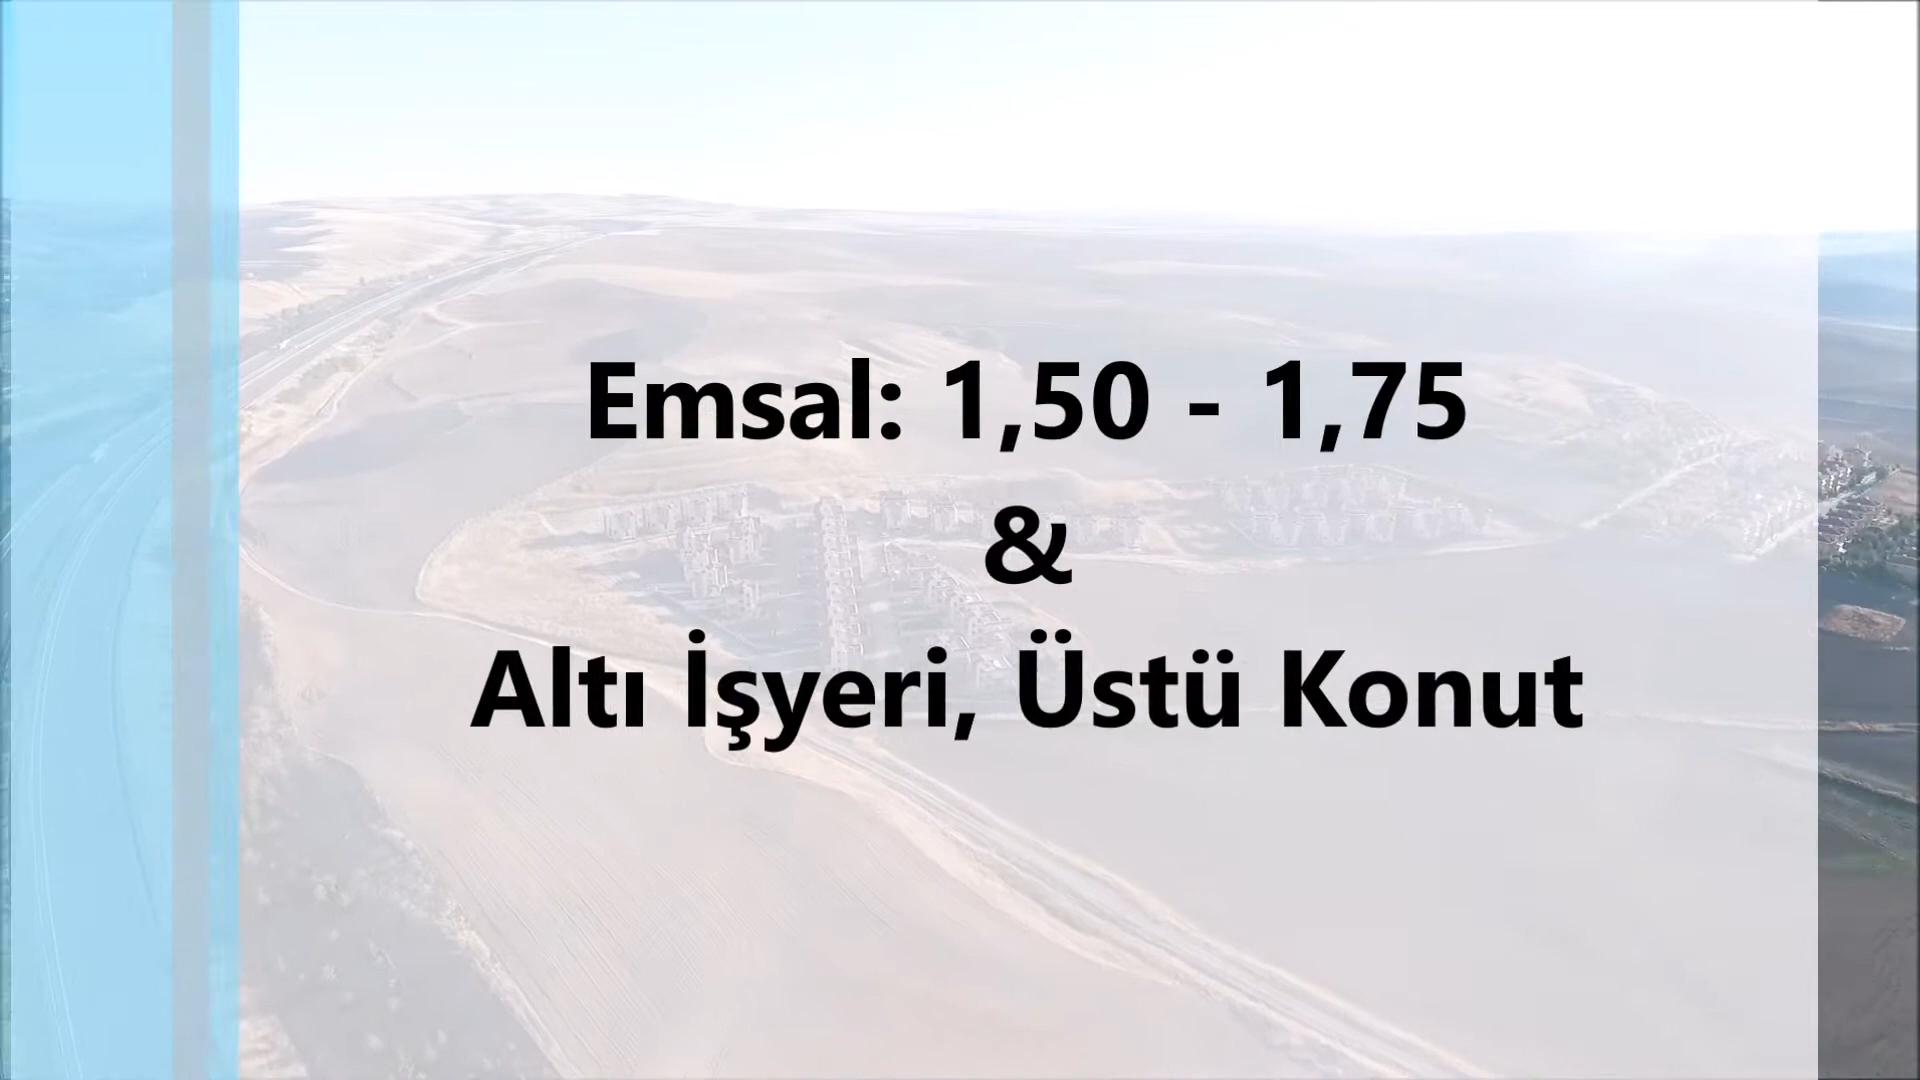 Emsal: 1,50 - 1,75
&
Altı İşyeri, Üstü Konut